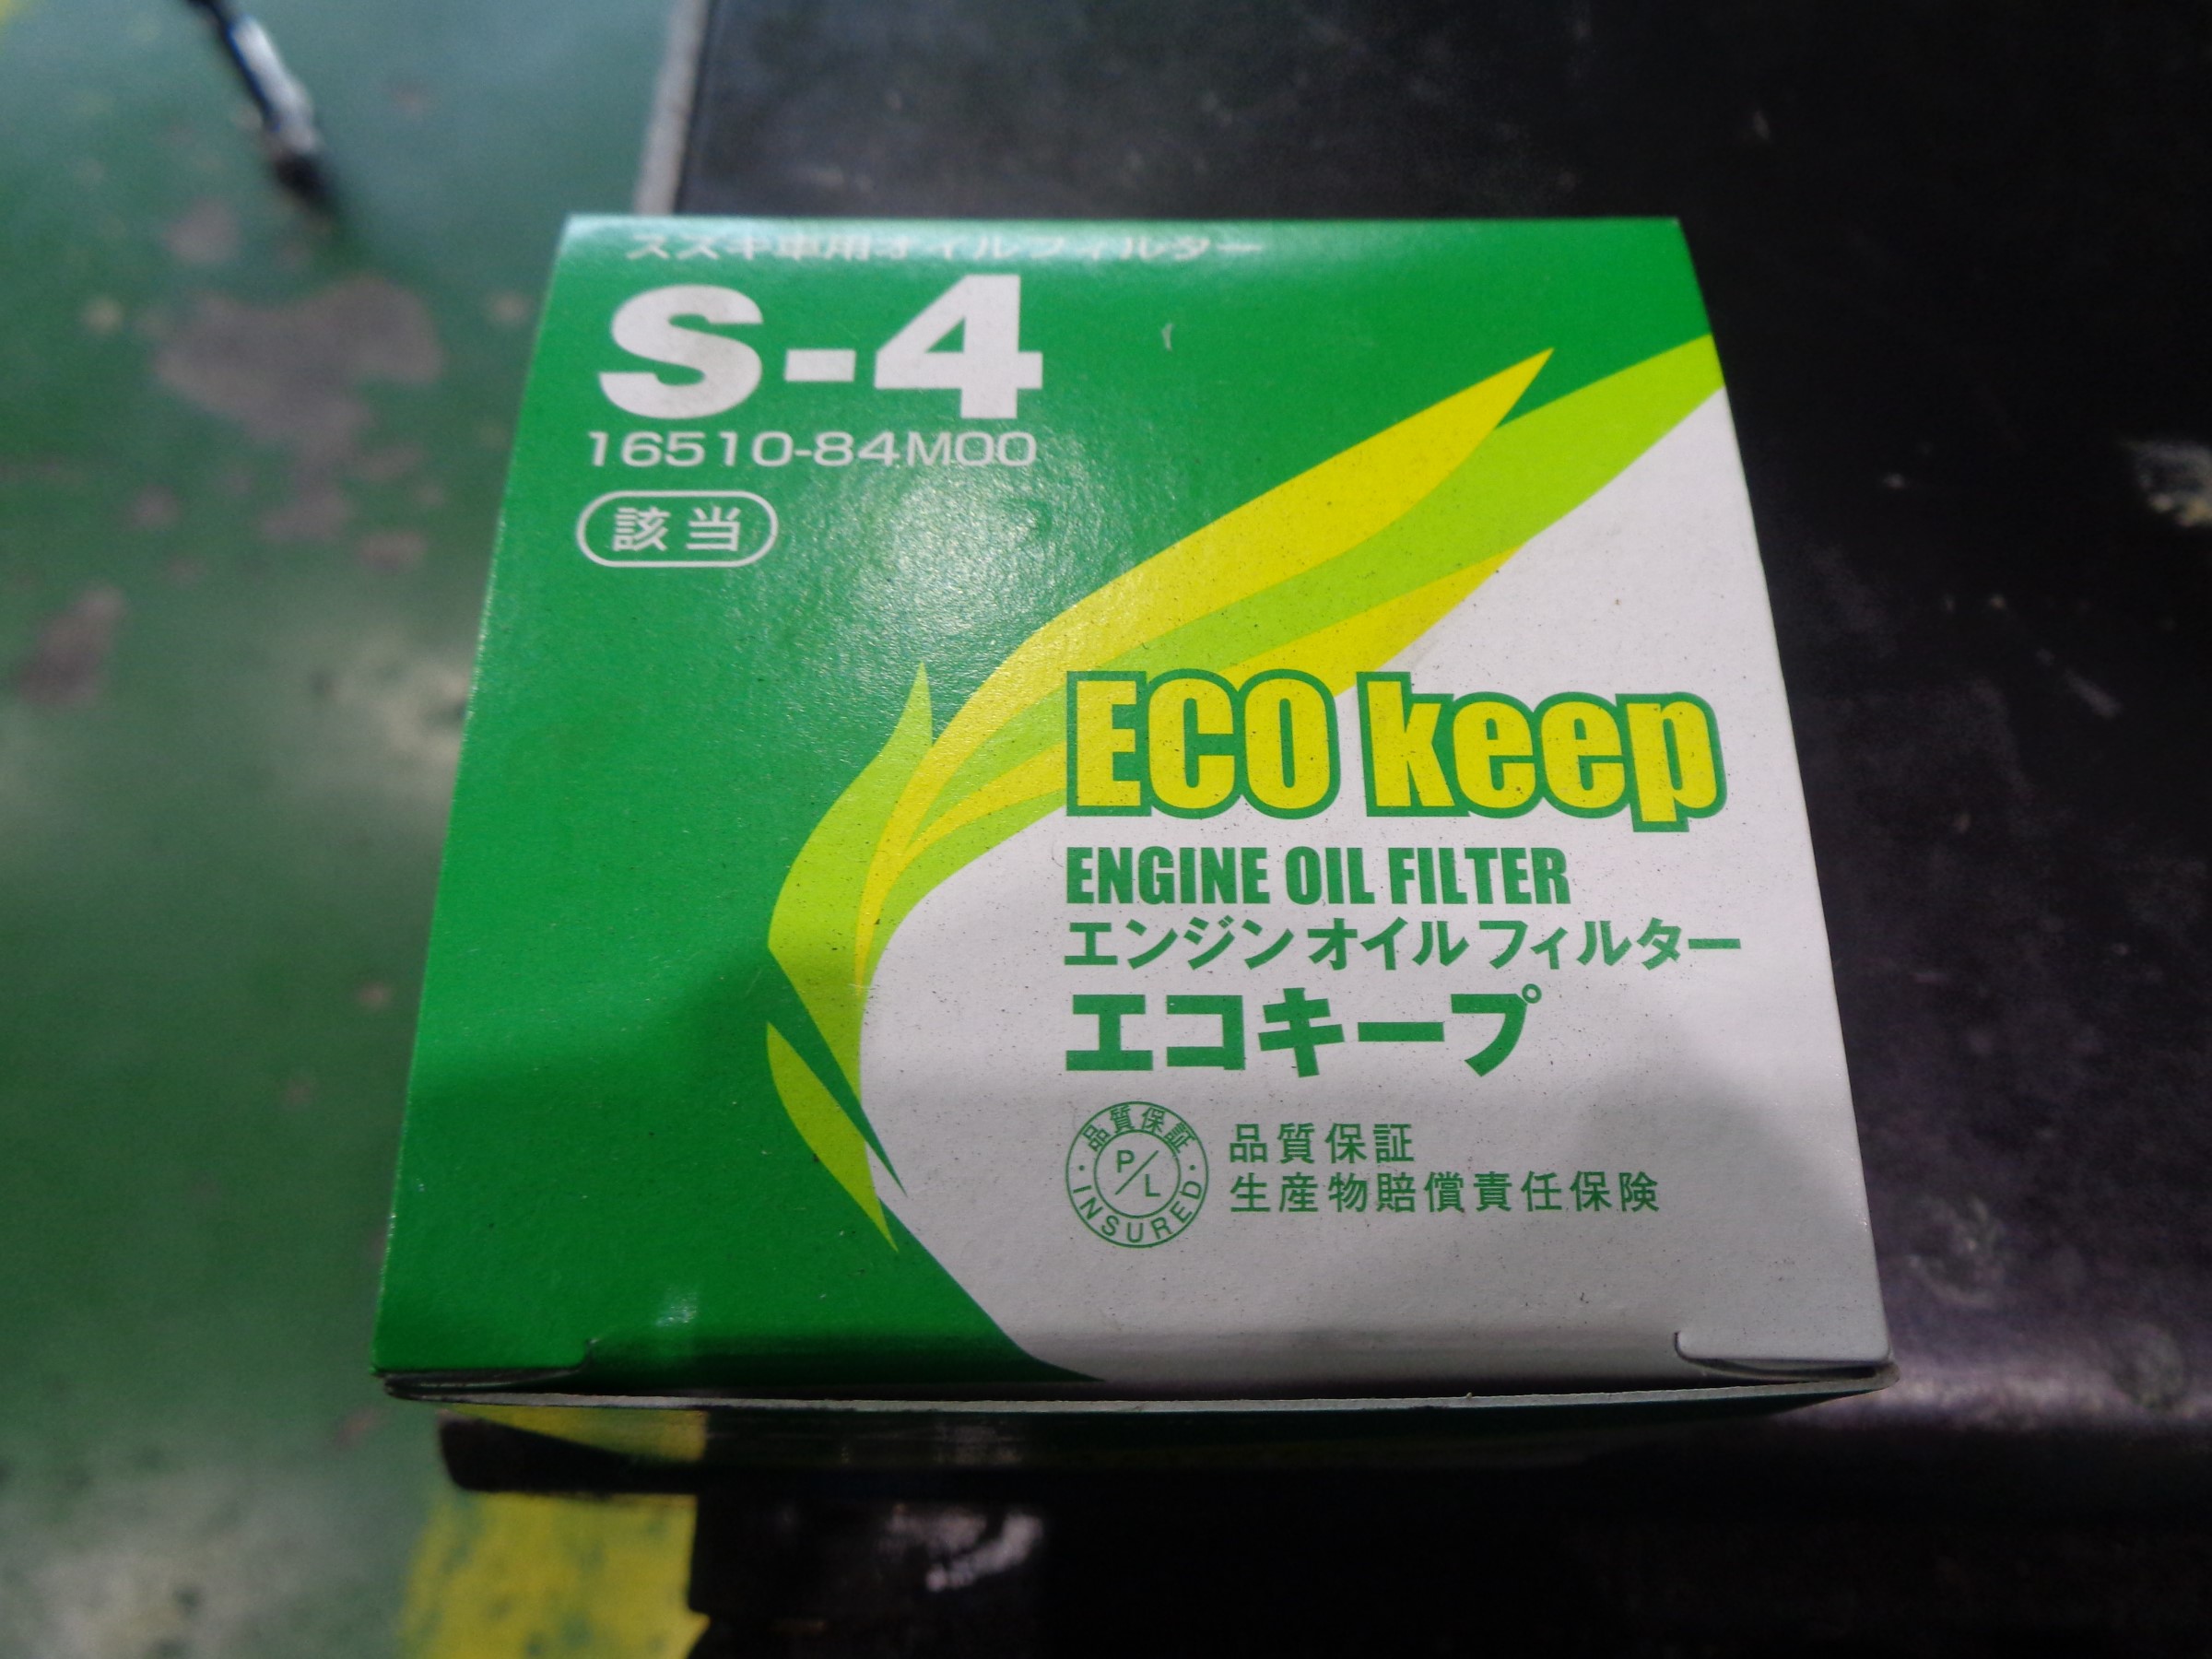 スズキ車用オイルフィルター
S-4
16510-84M00
該当
ECO keep
ENGINE OIL FILTER
エンジンオイルフィルター
エコキープ
品質保証
P/L
INSURED
品質保証
生産物賠償責任保険